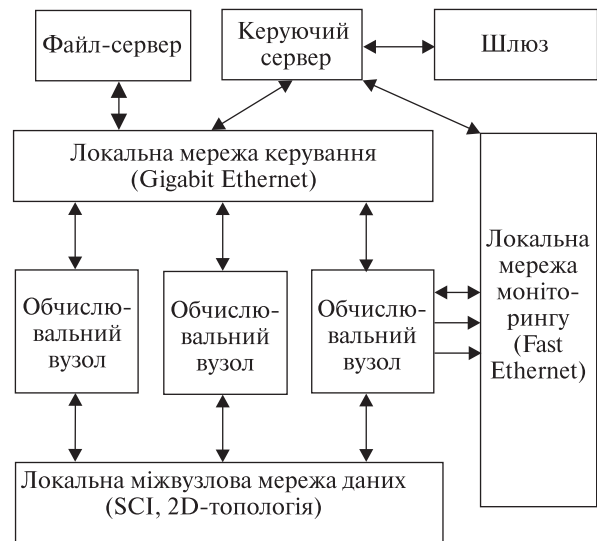 Файл-сервер
Керуючий
сервер
Шлюз
Локальна мережа керування
(Gigabit Ethernet)
Обчислю-
вальний
вузол
Обчислю-
вальний
вузол
Обчислю-
вальний
вузол
Локальна
мережа
моніто-
рингу
(Fast
Ethernet)
Локальна міжвузлова мережа даних
(SCI, 2D-топологія)